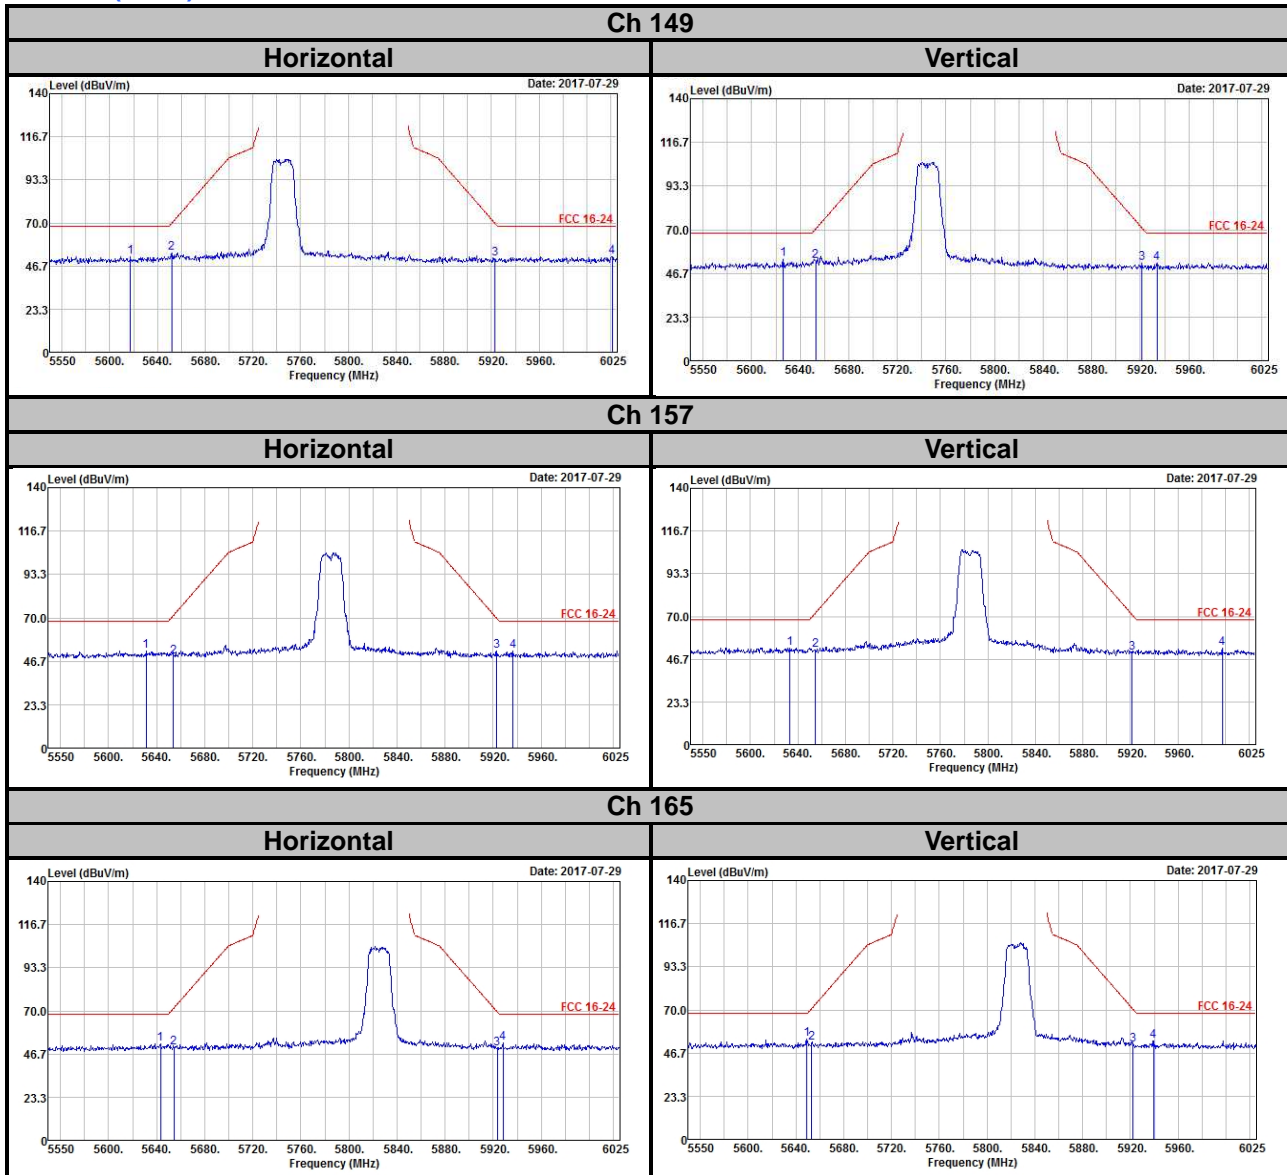 Ch 149
Horizontal Vertical
Level (dBuV/m) Date: 2017-07-29
140
116.7
93.3
70.0
46.7
23.3
0
FCC 16-24
1 2 3 4
5550 5600. 5640. 5680. 5720. 5760. 5800. 5840. 5880. 5920. 5960. 6025
Frequency (MHz)
Level (dBuV/m) Date: 2017-07-29
140
116.7
93.3
70.0
46.7
23.3
0
FCC 16-24
1 2 3 4
5550 5600. 5640. 5680. 5720. 5760. 5800. 5840. 5880. 5920. 5960. 6025
Frequency (MHz)
Ch 157
Horizontal Vertical
Level (dBuV/m) Date: 2017-07-29
140
116.7
93.3
70.0
46.7
23.3
0
FCC 16-24
1 2 3 4
5550 5600. 5640. 5680. 5720. 5760. 5800. 5840. 5880. 5920. 5960. 6025
Frequency (MHz)
Level (dBuV/m) Date: 2017-07-29
140
116.7
93.3
70.0
46.7
23.3
0
FCC 16-24
1 2 3 4
5550 5600. 5640. 5680. 5720. 5760. 5800. 5840. 5880. 5920. 5960. 6025
Frequency (MHz)
Ch 165
Horizontal Vertical
Level (dBuV/m) Date: 2017-07-29
140
116.7
93.3
70.0
46.7
23.3
0
FCC 16-24
1 2 3 4
5550 5600. 5640. 5680. 5720. 5760. 5800. 5840. 5880. 5920. 5960. 6025
Frequency (MHz)
Level (dBuV/m) Date: 2017-07-29
140
116.7
93.3
70.0
46.7
23.3
0
FCC 16-24
1 2 3 4
5550 5600. 5640. 5680. 5720. 5760. 5800. 5840. 5880. 5920. 5960. 6025
Frequency (MHz)